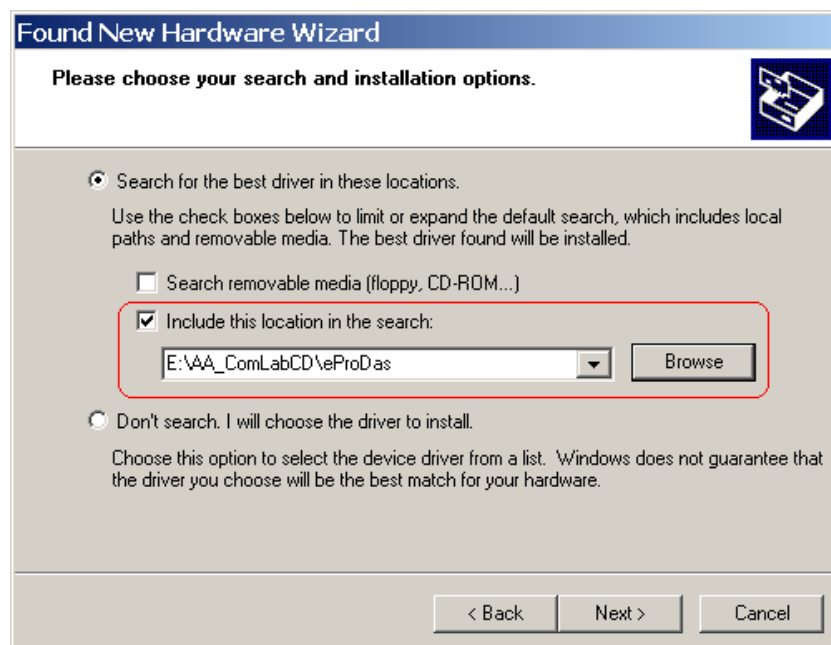 Found New Hardware Wizard
Please choose your search and installation options.
Search for the best driver in these locations.
Use the check boxes below to limit or expand the default search, which includes local
paths and removable media. The best driver found will be installed.
Search removable media (floppy, CD-ROM...)
Include this location in the search:
E:\AA_ComLabCD\eProDas
Browse
Don't search. I will choose the driver to install.
Choose this option to select the device driver from a list. Windows does not guarantee that
the driver you choose will be the best match for your hardware.
< Back
Next >
Cancel